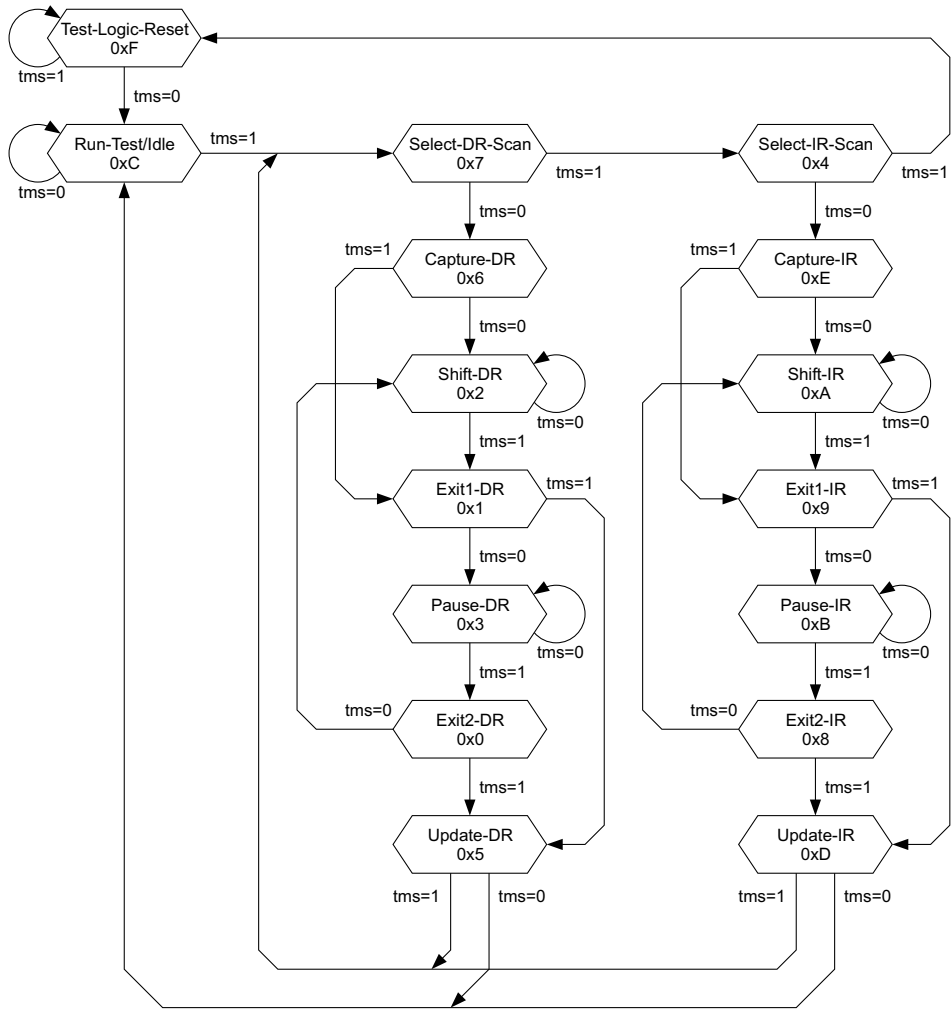 Test-Logic-Reset
0xF
tms=1
tms=0
Run-Test/Idle
0xC
tms=1
tms=0
Select-DR-Scan
0x7
tms=1
Select-IR-Scan
0x4
tms=1
tms=0
tms=0
tms=1
Capture-DR
0x6
tms=1
Capture-IR
0xE
tms=0
tms=0
Shift-DR
0x2
tms=0
Shift-IR
0xA
tms=0
tms=1
tms=1
Exit1-DR
0x1
tms=1
Exit1-IR
0x9
tms=1
tms=0
tms=0
Pause-DR
0x3
tms=0
Pause-IR
0xB
tms=0
tms=1
tms=1
tms=0
Exit2-DR
0x0
tms=0
Exit2-IR
0x8
tms=1
tms=1
Update-DR
0x5
Update-IR
0xD
tms=1
tms=0
tms=1
tms=0